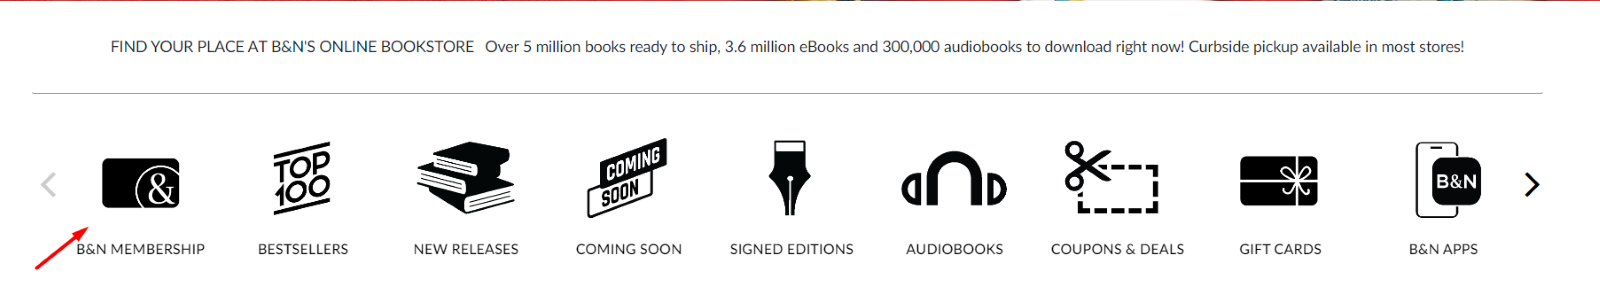 FIND YOUR PLACE AT B&N'S ONLINE BOOKSTORE Over 5 million books ready to ship, 3.6 million eBooks and 300,000 audiobooks to download right now! Curbside pickup available in most stores!
&
TOP
100
COMING
SOON
B&N
B&N MEMBERSHIP
BESTSELLERS
NEW RELEASES
COMING SOON
SIGNED EDITIONS
AUDIOBOOKS
COUPONS & DEALS
GIFT CARDS
B&N APPS